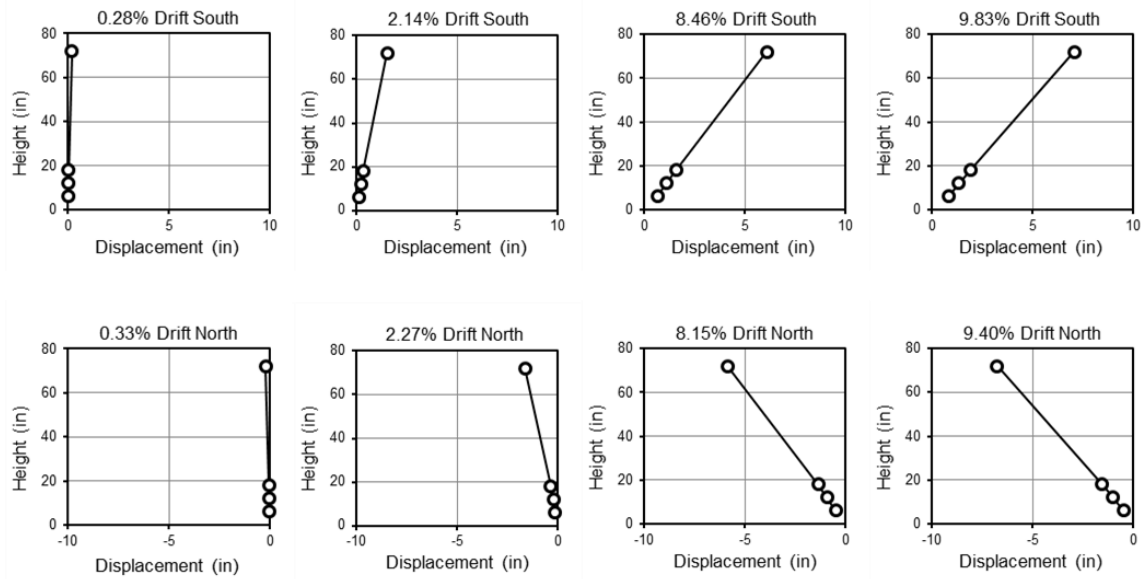 0.28% Drift South
80
60
40
20
0
Height (in)
0
5
10
Displacement (in)
2.14% Drift South
80
60
40
20
0
Height (in)
0
5
10
Displacement (in)
8.46% Drift South
80
60
40
20
0
Height (in)
0
5
10
Displacement (in)
9.83% Drift South
80
60
40
20
0
Height (in)
0
5
10
Displacement (in)
0.33% Drift North
80
60
40
20
0
Height (in)
-10
-5
0
Displacement (in)
2.27% Drift North
80
60
40
20
0
Height (in)
-10
-5
0
Displacement (in)
8.15% Drift North
80
60
40
20
0
Height (in)
-10
-5
0
Displacement (in)
9.40% Drift North
80
60
40
20
0
Height (in)
-10
-5
0
Displacement (in)